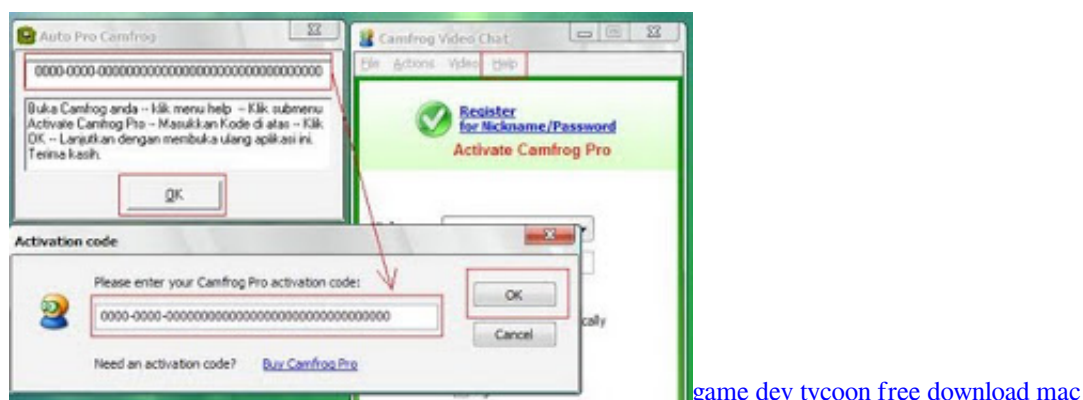 Auto Pro Camfrog
0000-0000-00000000000000000000000000000000
Buka Camfrog anda -- klik menu help -- Klik submenu
Activate Camfrog Pro -- Masukkan Kode di atas -- Klik
OK -- Lanjutkan dengan membuka ulang aplikasi ini.
Terima kasih.
OK
Camfrog Video Chat
File Actions Video Help
Register
for Nickname/Password
Activate Camfrog Pro
Activation code
Please enter your Camfrog Pro activation code:
0000-0000-00000000000000000000000000000000
OK
Cancel
Need an activation code? Buy Camfrog Pro
game dev tycoon free download mac